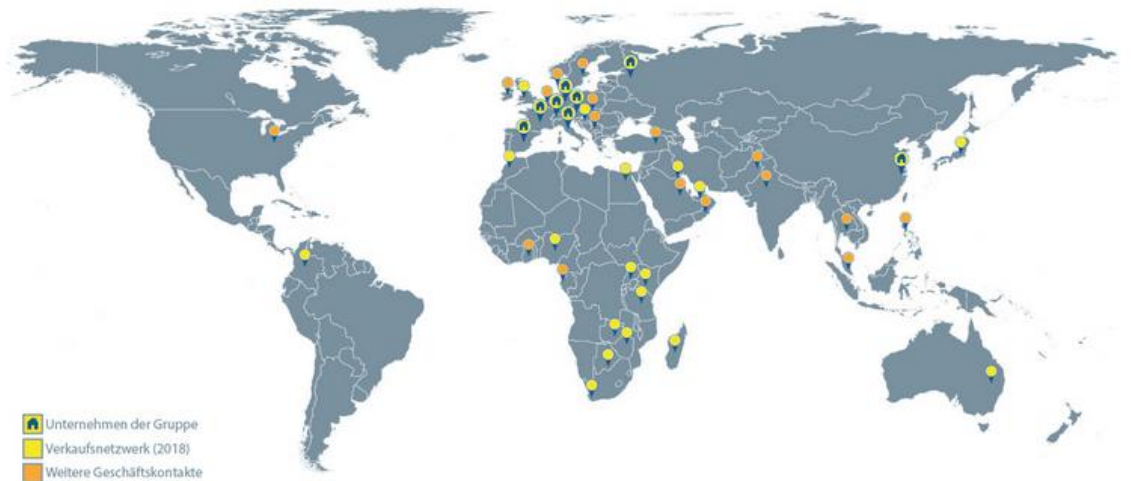 Unternehmen der Gruppe
Verkaufsnetzwerk (2018)
Weitere Geschäftskontakte